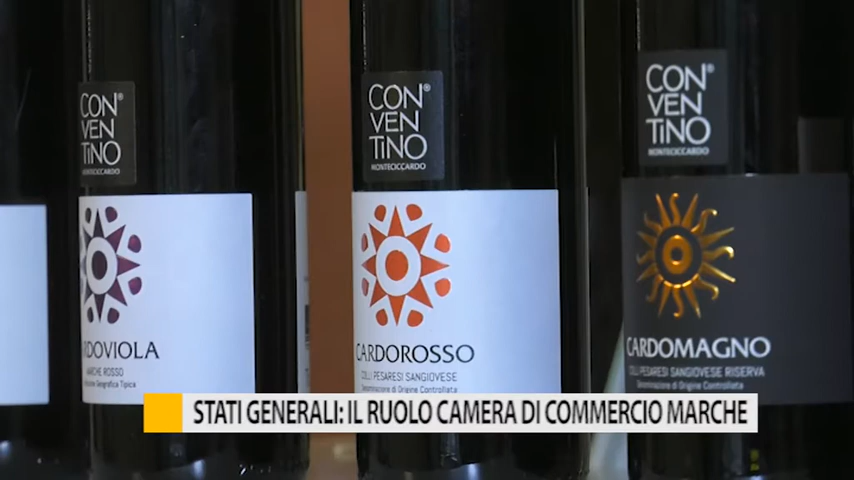 CON®
VEN
TiNO
MONTECICCARDO
DOVIOLA
MARCHE ROSSO
Geografica Tipica
CON®
VEN
TiNO
MONTECICCARDO
CARDOROSSO
COLLI PESARESI SANGIOVESE
Denominazione di Origine Controllata
CON®
VEN
TiNO
MONTECICCARDO
CARDOMAGNO
COLLI PESARESI SANGIOVESE RISERVA
Denominazione di Origine Controllata
STATI GENERALI: IL RUOLO CAMERA DI COMMERCIO MARCHE